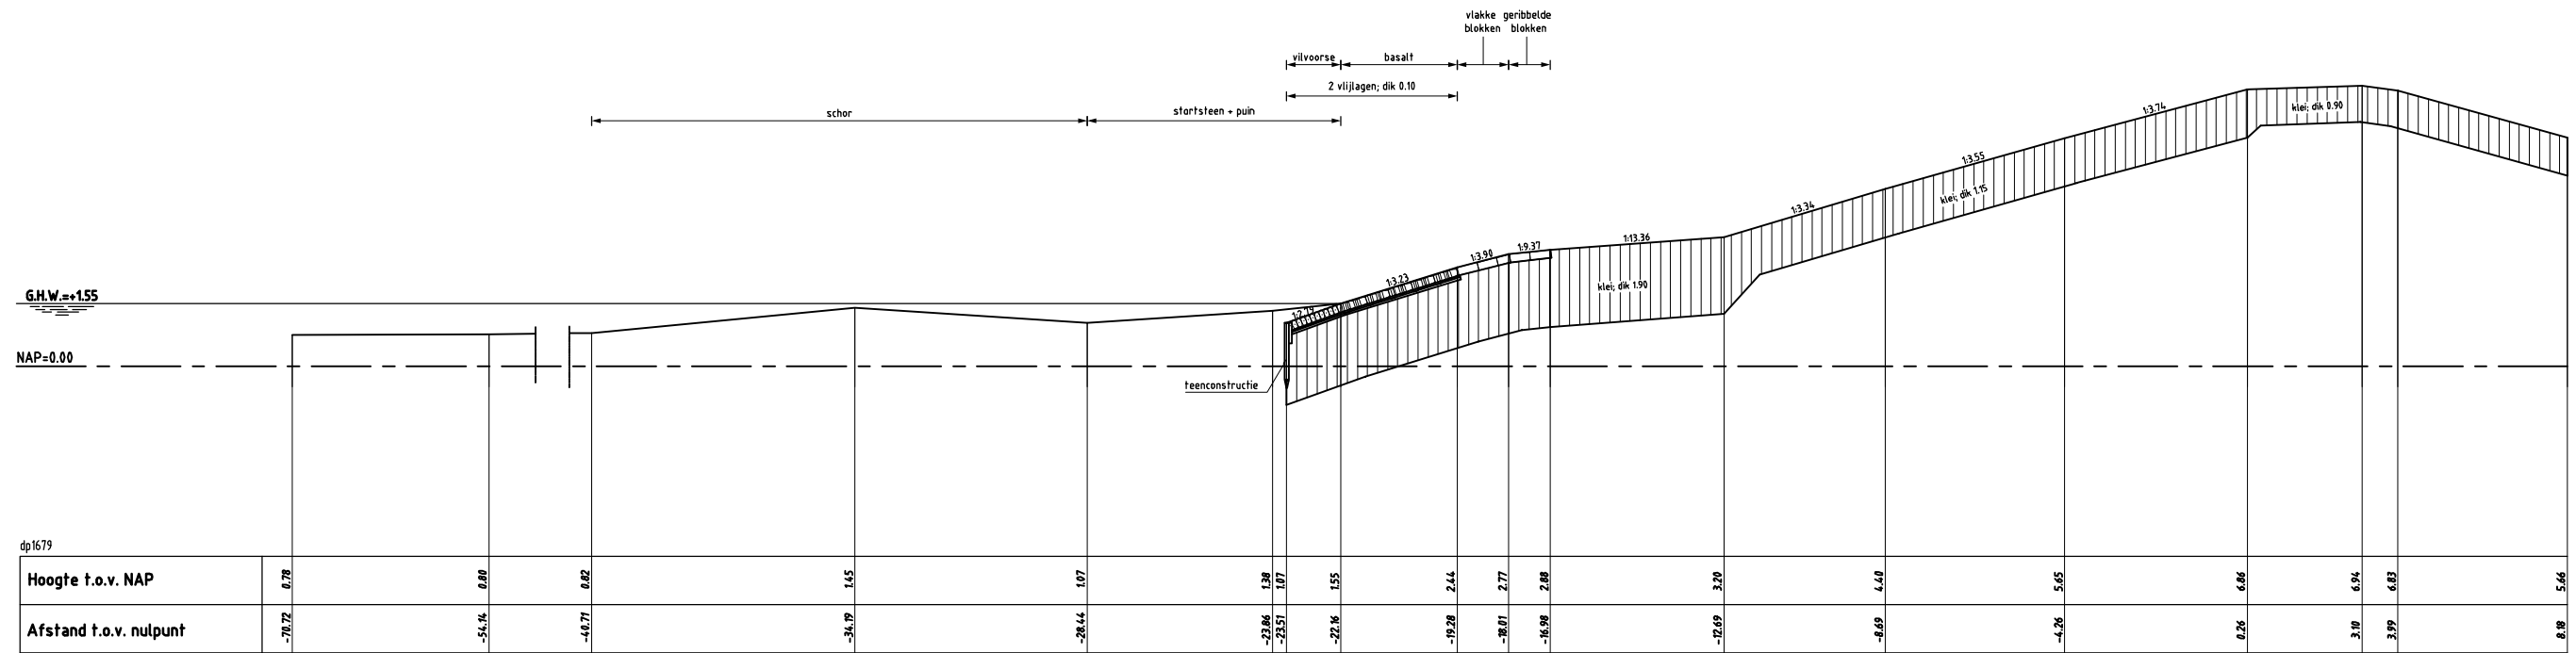 vlakke geribbelde
blokken blokken
vilvoorse basalt
2 vlijlagen; dik 0.10
schor stortsteen + puin
1:3.74
klei; dik 0.90
1:3.55
klei; dik 1.15
1:3.34
1:13.36
1:9.37
1:3.90
1:3.23
klei; dik 1.90
G.H.W.=+1.55
1:2.79
NAP=0.00
teenconstructie
dp1679
Hoogte t.o.v. NAP 0.78 0.80 0.82 1.45 1.07 1.38 1.07 1.55 2.44 2.77 2.88 3.20 4.40 5.65 6.86 6.94 6.83 5.66
Afstand t.o.v. nulpunt -70.72 -54.14 -40.71 -34.19 -28.44 -23.86 -23.51 -22.16 -19.28 -18.01 -16.98 -12.69 -8.69 -4.26 0.26 3.10 3.99 8.18